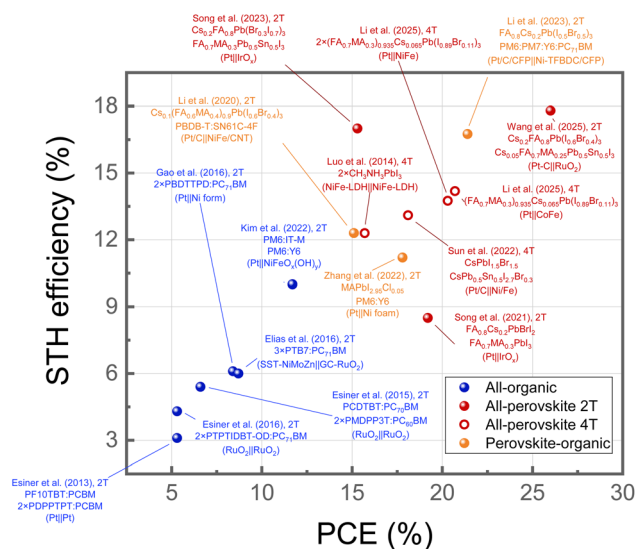 Song et al. (2023), 2T
Cs0.2FA0.8Pb(Br0.3I0.7)3
FA0.7MA0.3Pb0.5Sn0.5I3
(Pt||IrOx)
Li et al. (2025), 4T
2×(FA0.7MA0.3)0.935Cs0.065Pb(I0.89Br0.11)3
(Pt||NiFe)
Li et al. (2023), 2T
FA0.8Cs0.2Pb(I0.5Br0.5)3
PM6:PM7:Y6:PC71BM
(Pt/C/CFP||Ni-TFBDC/CFP)
Li et al. (2020), 2T
Cs0.1(FA0.6MA0.4)0.9Pb(I0.6Br0.4)3
PBDB-T:SN61C-4F
(Pt/C||NiFe/CNT)
Wang et al. (2025), 2T
Cs0.2FA0.8Pb(I0.6Br0.4)3
Cs0.05FA0.7MA0.25Pb0.5Sn0.5I3
(Pt-C||RuO2)
Gao et al. (2016), 2T
2×PBDTTPD:PC71BM
(Pt||Ni form)
Luo et al. (2014), 4T
2×CH3NH3PbI3
(NiFe-LDH||NiFe-LDH)
Li et al. (2025), 4T
(FA0.7MA0.3)0.935Cs0.065Pb(I0.89Br0.11)3
(Pt||CoFe)
Kim et al. (2022), 2T
PM6:IT-M
PM6:Y6
(Pt||NiFeOx(OH)y)
Zhang et al. (2022), 2T
MAPbI2.95Cl0.05
PM6:Y6
(Pt||Ni foam)
Sun et al. (2022), 4T
CsPbI1.5Br1.5
CsPb0.5Sn0.5I2.7Br0.3
(Pt/C||Ni/Fe)
Song et al. (2021), 2T
FA0.8Cs0.2PbBrI2
FA0.7MA0.3PbI3
(Pt||IrOx)
Elias et al. (2016), 2T
3×PTB7:PC71BM
(SST-NiMoZn||GC-RuO2)
Esiner et al. (2015), 2T
PCDTBT:PC70BM
2×PMDPP3T:PC60BM
(RuO2||RuO2)
Esiner et al. (2016), 2T
2×PTPTIDBT-OD:PC71BM
(RuO2||RuO2)
Esiner et al. (2013), 2T
PF10TBT:PCBM
2×PDPPTPT:PCBM
(Pt||Pt)
All-organic
All-perovskite 2T
All-perovskite 4T
Perovskite-organic
STH efficiency (%)
18
15
12
9
6
3
5
10
15
20
25
30
PCE (%)